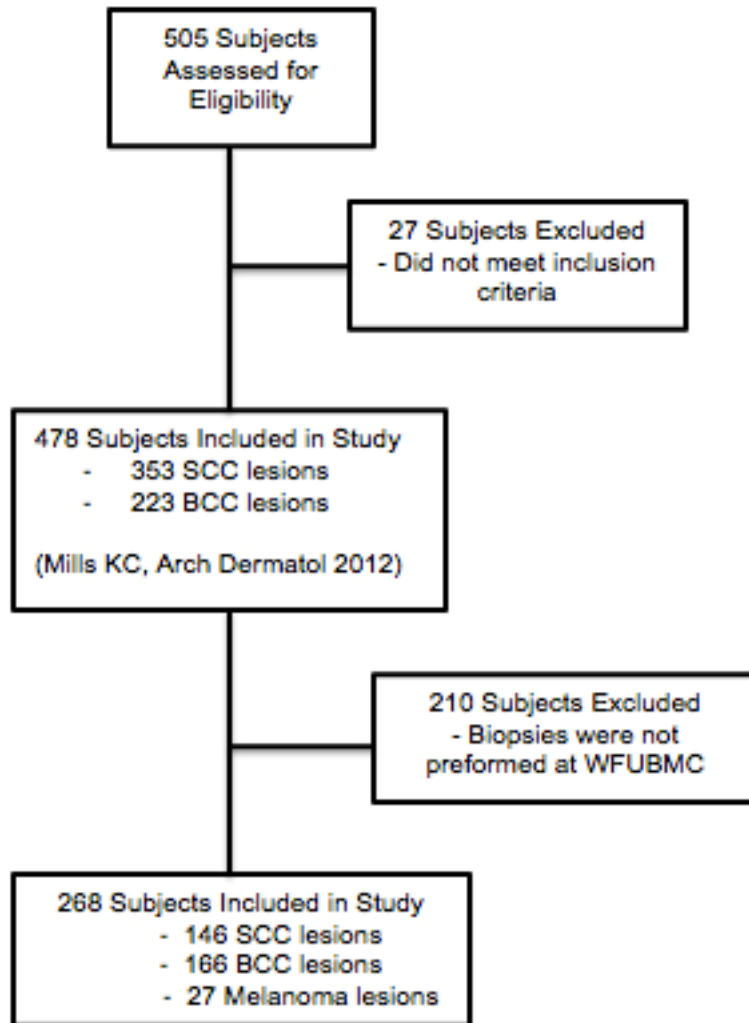 505 Subjects
Assessed for
Eligibility
27 Subjects Excluded
- Did not meet inclusion
criteria
478 Subjects Included in Study
- 353 SCC lesions
- 223 BCC lesions
(Mills KC, Arch Dermatol 2012)
210 Subjects Excluded
- Biopsies were not
preformed at WFUBMC
268 Subjects Included in Study
- 146 SCC lesions
- 166 BCC lesions
- 27 Melanoma lesions